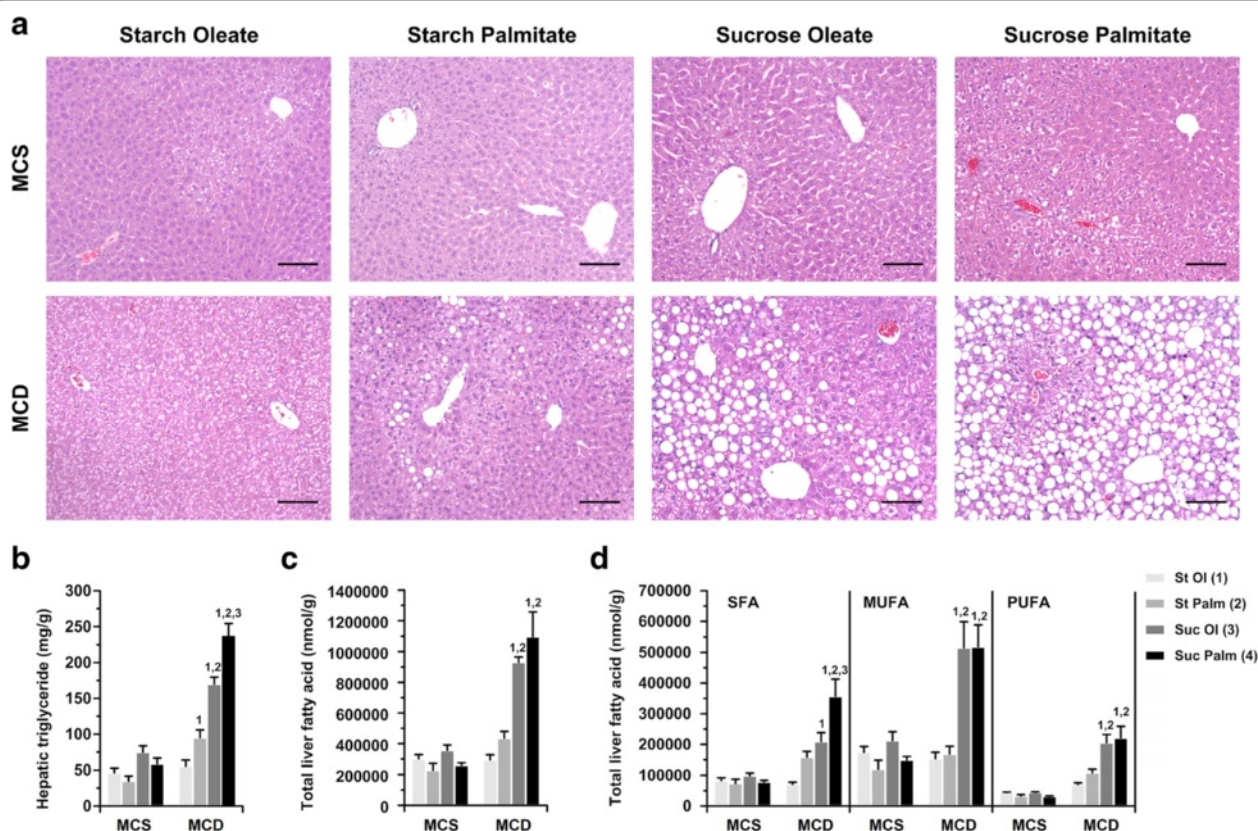 a
Starch Oleate
Starch Palmitate
Sucrose Oleate
Sucrose Palmitate
MCS
MCD
b
Hepatic triglyceride (mg/g)
300
250
200
150
100
50
0
1
1,2
1,2,3
MCS
MCD
c
Total liver fatty acid (nmol/g)
1400000
1200000
1000000
800000
600000
400000
200000
0
1,2
1,2
MCS
MCD
d
Total liver fatty acid (nmol/g)
700000
600000
500000
400000
300000
200000
100000
0
SFA
MUFA
PUFA
1
1,2,3
1,2
1,2
1,2
1,2
MCS
MCD
MCS
MCD
MCS
MCD
St Ol (1)
St Palm (2)
Suc Ol (3)
Suc Palm (4)